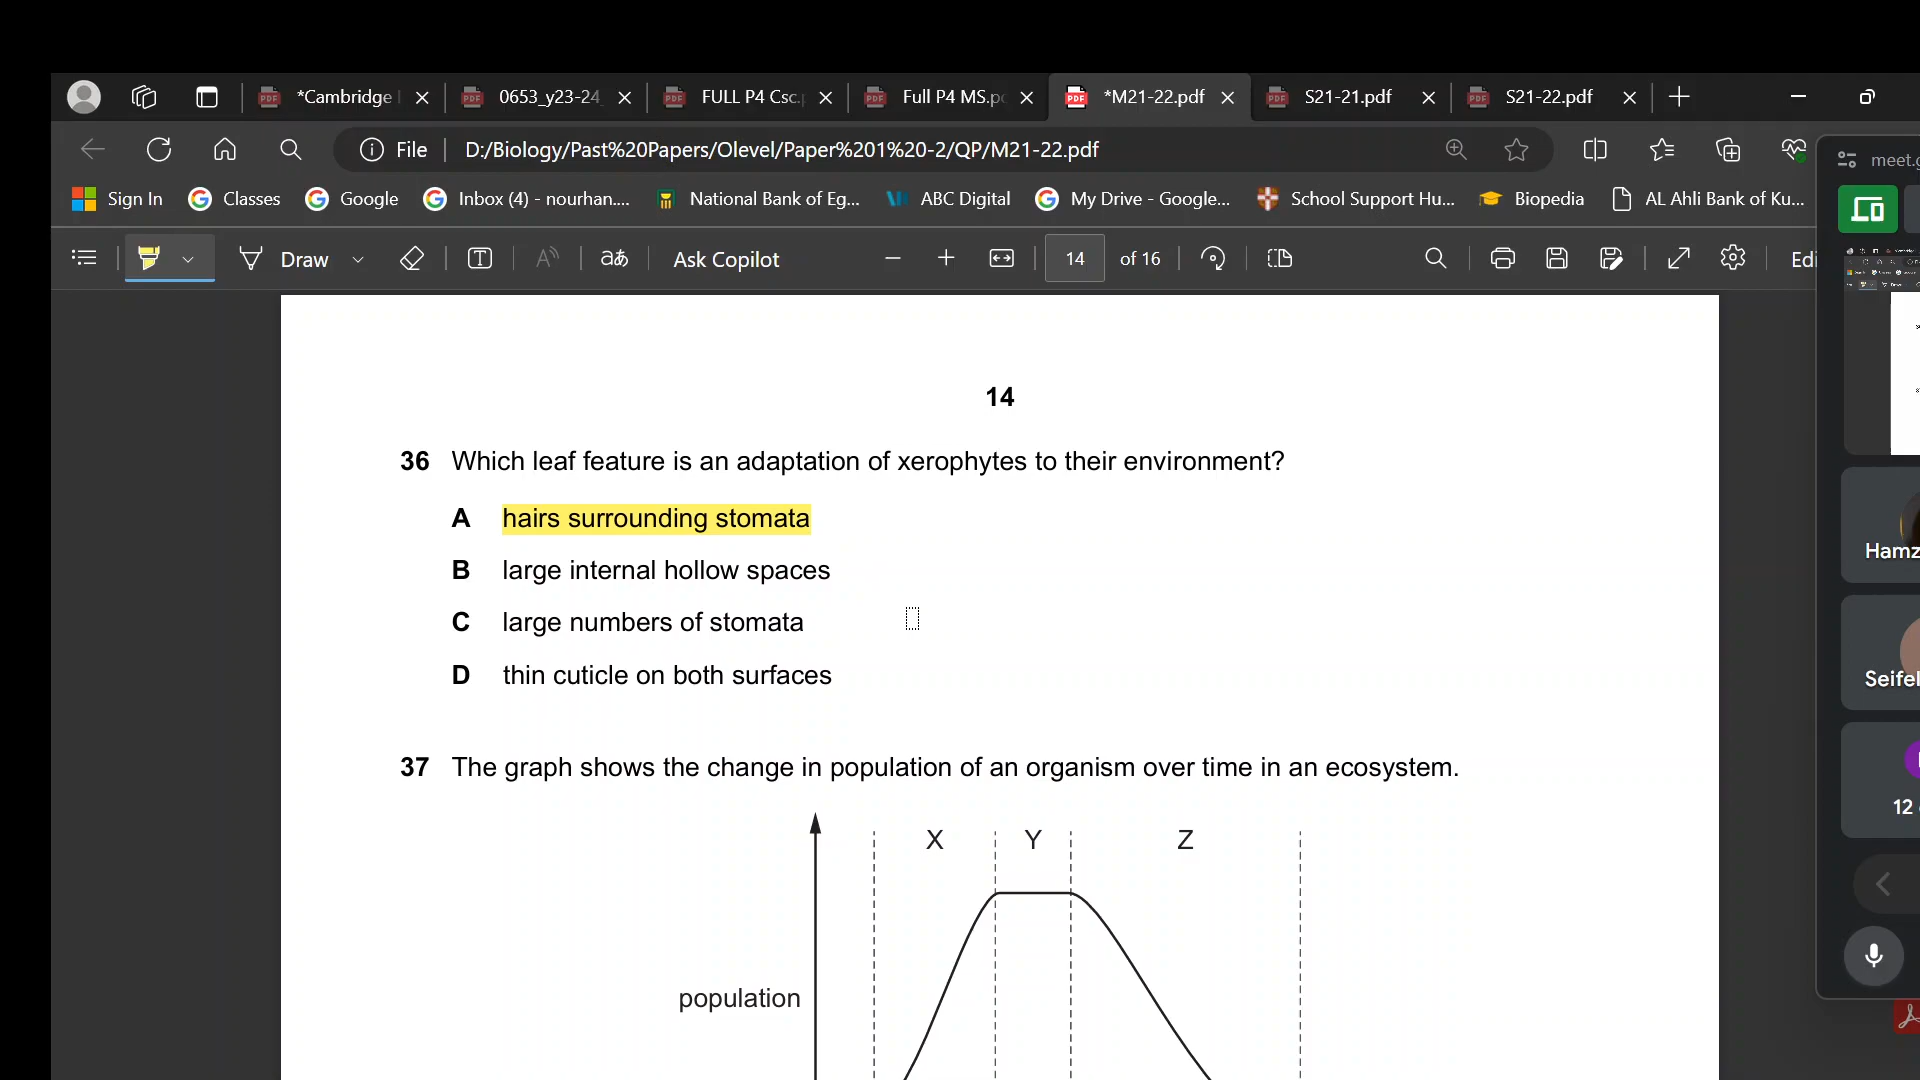 *Cambridge
0653_y23-24
FULL P4 Csc.
Full P4 MS.p
*M21-22.pdf
S21-21.pdf
S21-22.pdf
File
D:/Biology/Past%20Papers/Olevel/Paper%201%20-2/QP/M21-22.pdf
meet.g
Sign In
Classes
Google
Inbox (4) - nourhan....
National Bank of Eg...
ABC Digital
My Drive - Google...
School Support Hu...
Biopedia
AL Ahli Bank of Ku...
Draw
Ask Copilot
14
of 16
Edi
14
36 Which leaf feature is an adaptation of xerophytes to their environment?
A hairs surrounding stomata
B large internal hollow spaces
C large numbers of stomata
D thin cuticle on both surfaces
37 The graph shows the change in population of an organism over time in an ecosystem.
X Y Z
population
Hamz
Seifel
12